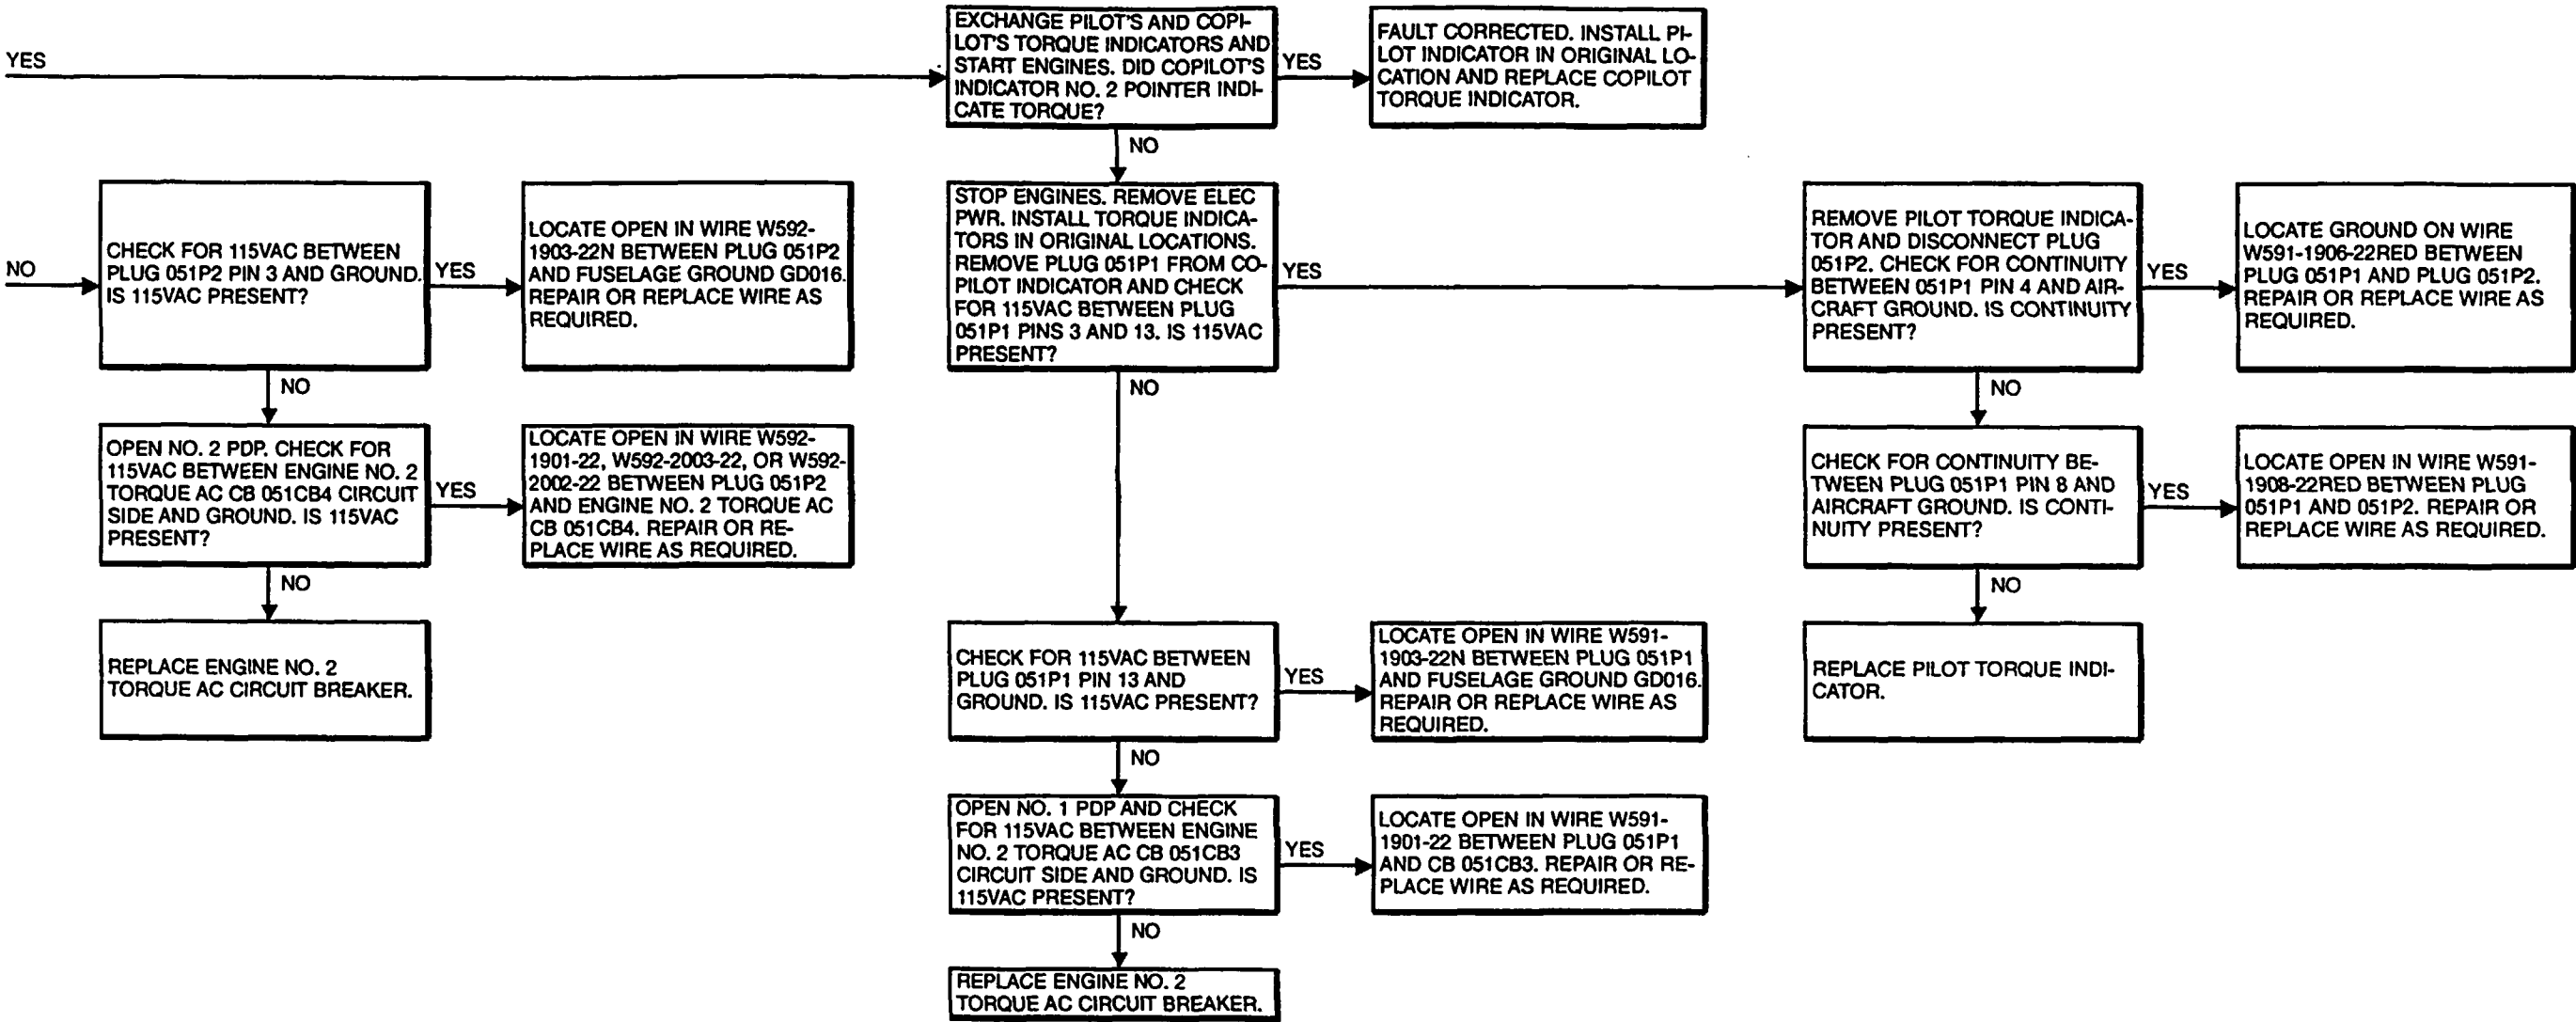 YES
EXCHANGE PILOT'S AND COPI-
LOT'S TORQUE INDICATORS AND
START ENGINES. DID COPILOT'S
INDICATOR NO. 2 POINTER INDI-
CATE TORQUE?
YES
FAULT CORRECTED. INSTALL PI-
LOT INDICATOR IN ORIGINAL LO-
CATION AND REPLACE COPILOT
TORQUE INDICATOR.
NO
NO
CHECK FOR 115VAC BETWEEN
PLUG 051P2 PIN 3 AND GROUND.
IS 115VAC PRESENT?
YES
LOCATE OPEN IN WIRE W592-
1903-22N BETWEEN PLUG 051P2
AND FUSELAGE GROUND GD016.
REPAIR OR REPLACE WIRE AS
REQUIRED.
STOP ENGINES. REMOVE ELEC
PWR. INSTALL TORQUE INDICA-
TORS IN ORIGINAL LOCATIONS.
REMOVE PLUG 051P1 FROM CO-
PILOT INDICATOR AND CHECK
FOR 115VAC BETWEEN PLUG
051P1 PINS 3 AND 13. IS 115VAC
PRESENT?
YES
REMOVE PILOT TORQUE INDICA-
TOR AND DISCONNECT PLUG
051P2. CHECK FOR CONTINUITY
BETWEEN 051P1 PIN 4 AND AIR-
CRAFT GROUND. IS CONTINUITY
PRESENT?
YES
LOCATE GROUND ON WIRE
W591-1906-22RED BETWEEN
PLUG 051P1 AND PLUG 051P2.
REPAIR OR REPLACE WIRE AS
REQUIRED.
NO
NO
NO
OPEN NO. 2 PDP. CHECK FOR
115VAC BETWEEN ENGINE NO. 2
TORQUE AC CB 051CB4 CIRCUIT
SIDE AND GROUND. IS 115VAC
PRESENT?
YES
LOCATE OPEN IN WIRE W592-
1901-22, W592-2003-22, OR W592-
2002-22 BETWEEN PLUG 051P2
AND ENGINE NO. 2 TORQUE AC
CB 051CB4. REPAIR OR RE-
PLACE WIRE AS REQUIRED.
CHECK FOR CONTINUITY BE-
TWEEN PLUG 051P1 PIN 8 AND
AIRCRAFT GROUND. IS CONTI-
NUITY PRESENT?
YES
LOCATE OPEN IN WIRE W591-
1908-22RED BETWEEN PLUG
051P1 AND 051P2. REPAIR OR
REPLACE WIRE AS REQUIRED.
NO
NO
REPLACE ENGINE NO. 2
TORQUE AC CIRCUIT BREAKER.
CHECK FOR 115VAC BETWEEN
PLUG 051P1 PIN 13 AND
GROUND. IS 115VAC PRESENT?
YES
LOCATE OPEN IN WIRE W591-
1903-22N BETWEEN PLUG 051P1
AND FUSELAGE GROUND GD016.
REPAIR OR REPLACE WIRE AS
REQUIRED.
REPLACE PILOT TORQUE INDI-
CATOR.
NO
OPEN NO. 1 PDP AND CHECK
FOR 115VAC BETWEEN ENGINE
NO. 2 TORQUE AC CB 051CB3
CIRCUIT SIDE AND GROUND. IS
115VAC PRESENT?
YES
LOCATE OPEN IN WIRE W591-
1901-22 BETWEEN PLUG 051P1
AND CB 051CB3. REPAIR OR RE-
PLACE WIRE AS REQUIRED.
NO
REPLACE ENGINE NO. 2
TORQUE AC CIRCUIT BREAKER.